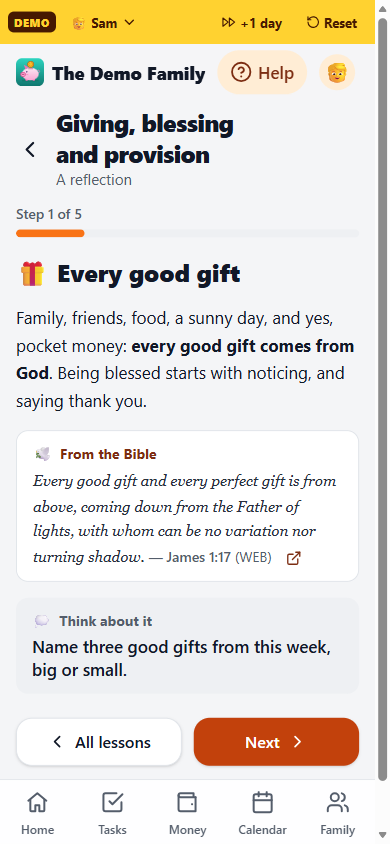 DEMO Sam +1 day Reset
The Demo Family Help
Giving, blessing
and provision
A reflection
Step 1 of 5
Every good gift
Family, friends, food, a sunny day, and yes,
pocket money: every good gift comes from
God. Being blessed starts with noticing, and
saying thank you.
From the Bible
Every good gift and every perfect gift is from
above, coming down from the Father of
lights, with whom can be no variation nor
turning shadow. — James 1:17 (WEB)
Think about it
Name three good gifts from this week,
big or small.
All lessons Next
Home Tasks Money Calendar Family